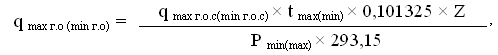 q max г.о (min г.о) = q max г.о.с(min г.о.с) × t max(min) × 0,101325 × Z / P min(max) × 293,15 ,